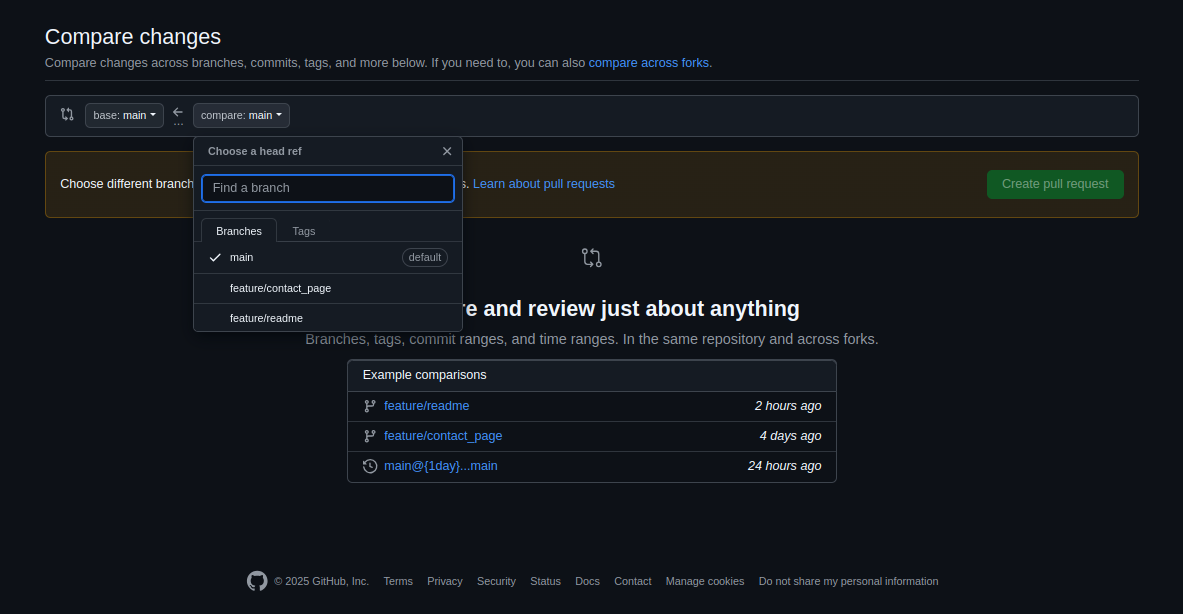 Compare changes
Compare changes across branches, commits, tags, and more below. If you need to, you can also compare across forks.
base: main
...
compare: main
Choose a head ref
Find a branch
Choose different branch
s. Learn about pull requests
Create pull request
Branches
Tags
main
default
feature/contact_page
feature/readme
re and review just about anything
Branches, tags, commit ranges, and time ranges. In the same repository and across forks.
Example comparisons
feature/readme
2 hours ago
feature/contact_page
4 days ago
main@{1day}...main
24 hours ago
© 2025 GitHub, Inc. Terms Privacy Security Status Docs Contact Manage cookies Do not share my personal information